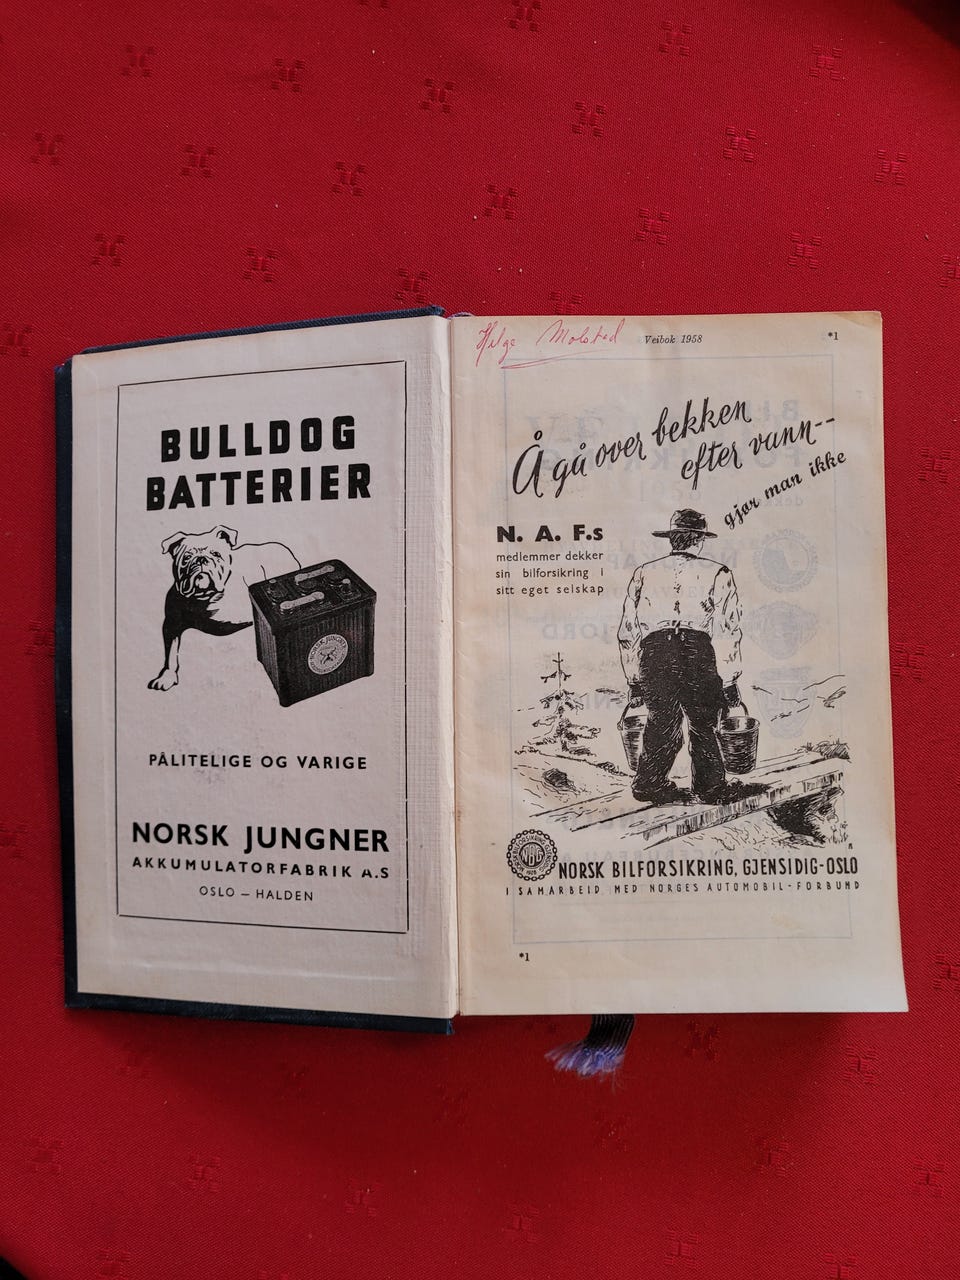 BULLDOG
BATTERIER
NORSK JUNGNER
PÅLITELIGE OG VARIGE
NORSK JUNGNER
AKKUMULATORFABRIK A.S
OSLO – HALDEN
Helge Molstad
Veibok 1958
*1
Å gå over bekken
efter vann--
gjør man ikke
N. A. F.s
medlemmer dekker
sin bilforsikring i
sitt eget selskap
NORSK BILFORSIKRING, GJENSIDIG-OSLO
I SAMARBEID MED NORGES AUTOMOBIL-FORBUND
*1